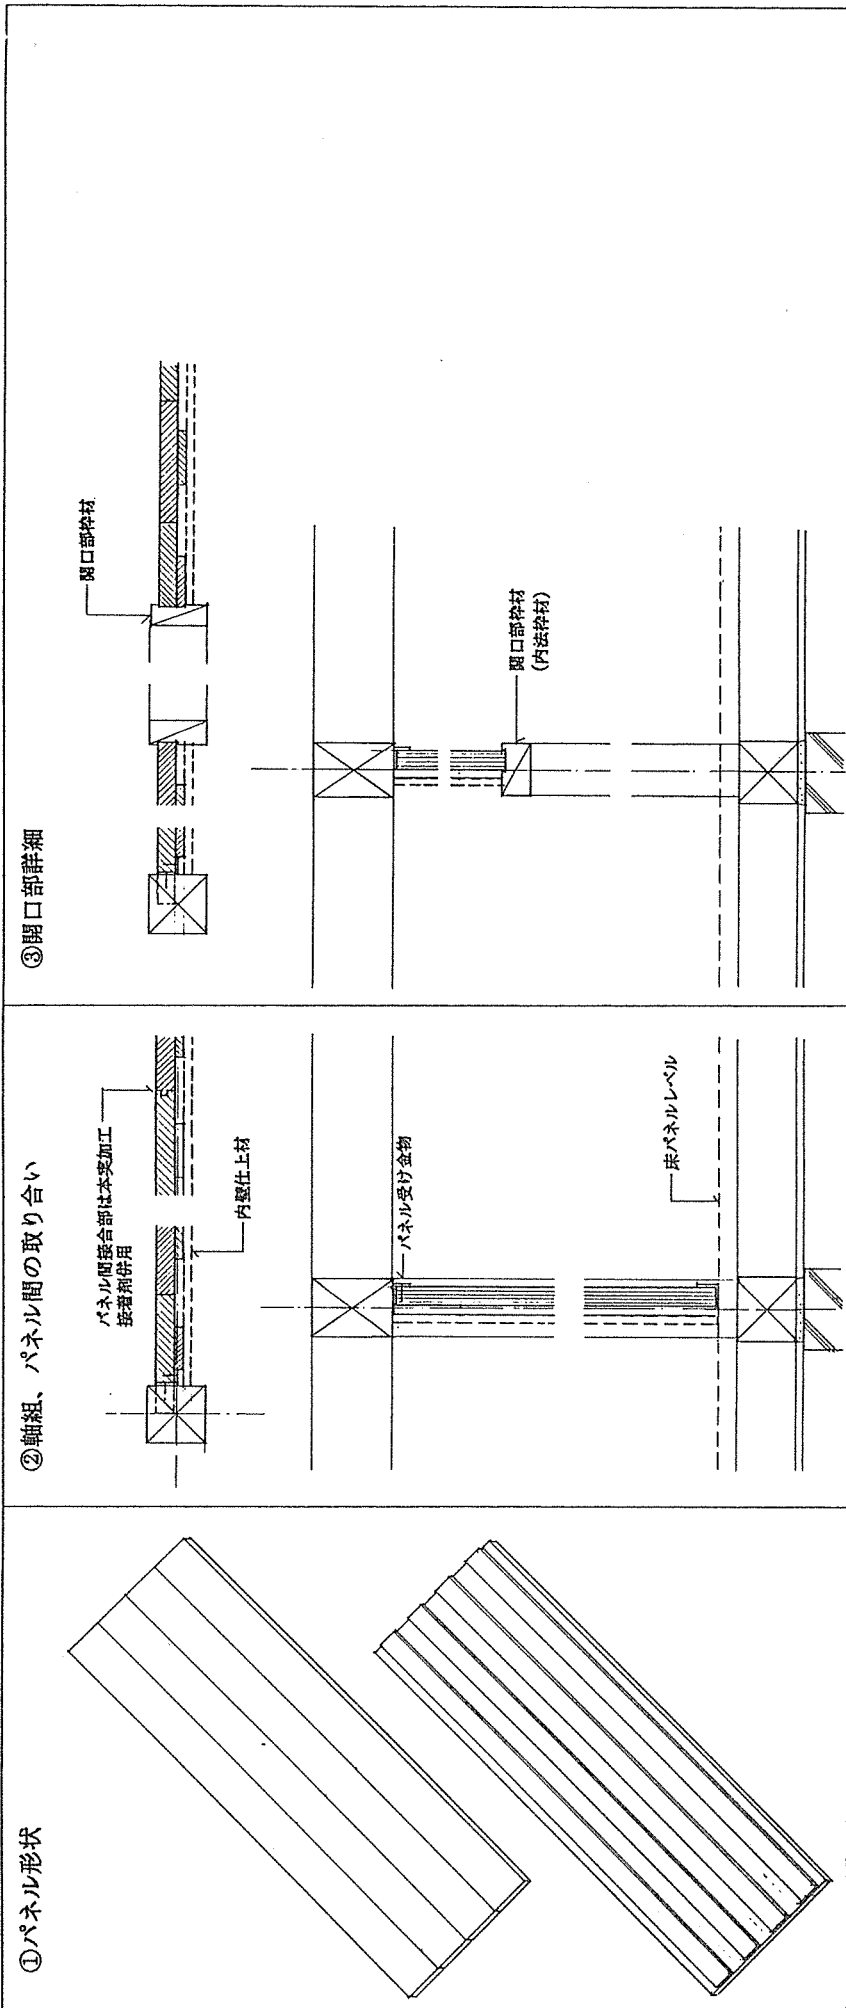 ①パネル形状
②軸組、パネル間の取り合い
パネル間接合部は本実加工
接着剤併用
内壁仕上材
パネル受け金物
床パネルレベル
③開口部詳細
開口部枠材
開口部枠材
(内法枠材)